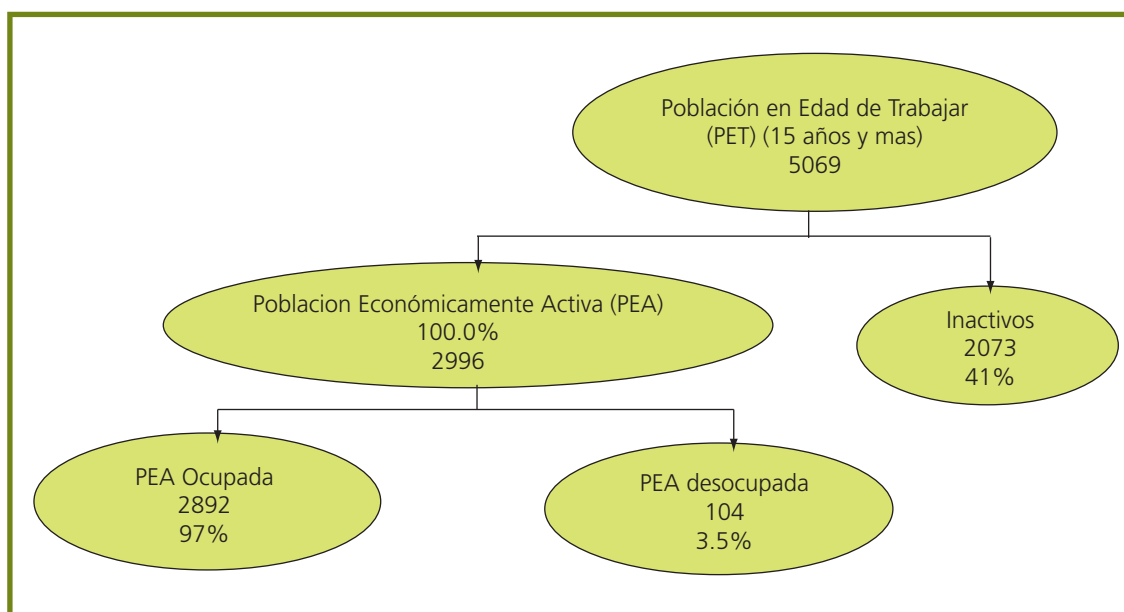 Población en Edad de Trabajar
(PET) (15 años y mas)
5069
Poblacion Económicamente Activa (PEA)
100.0%
2996
Inactivos
2073
41%
PEA Ocupada
2892
97%
PEA desocupada
104
3.5%